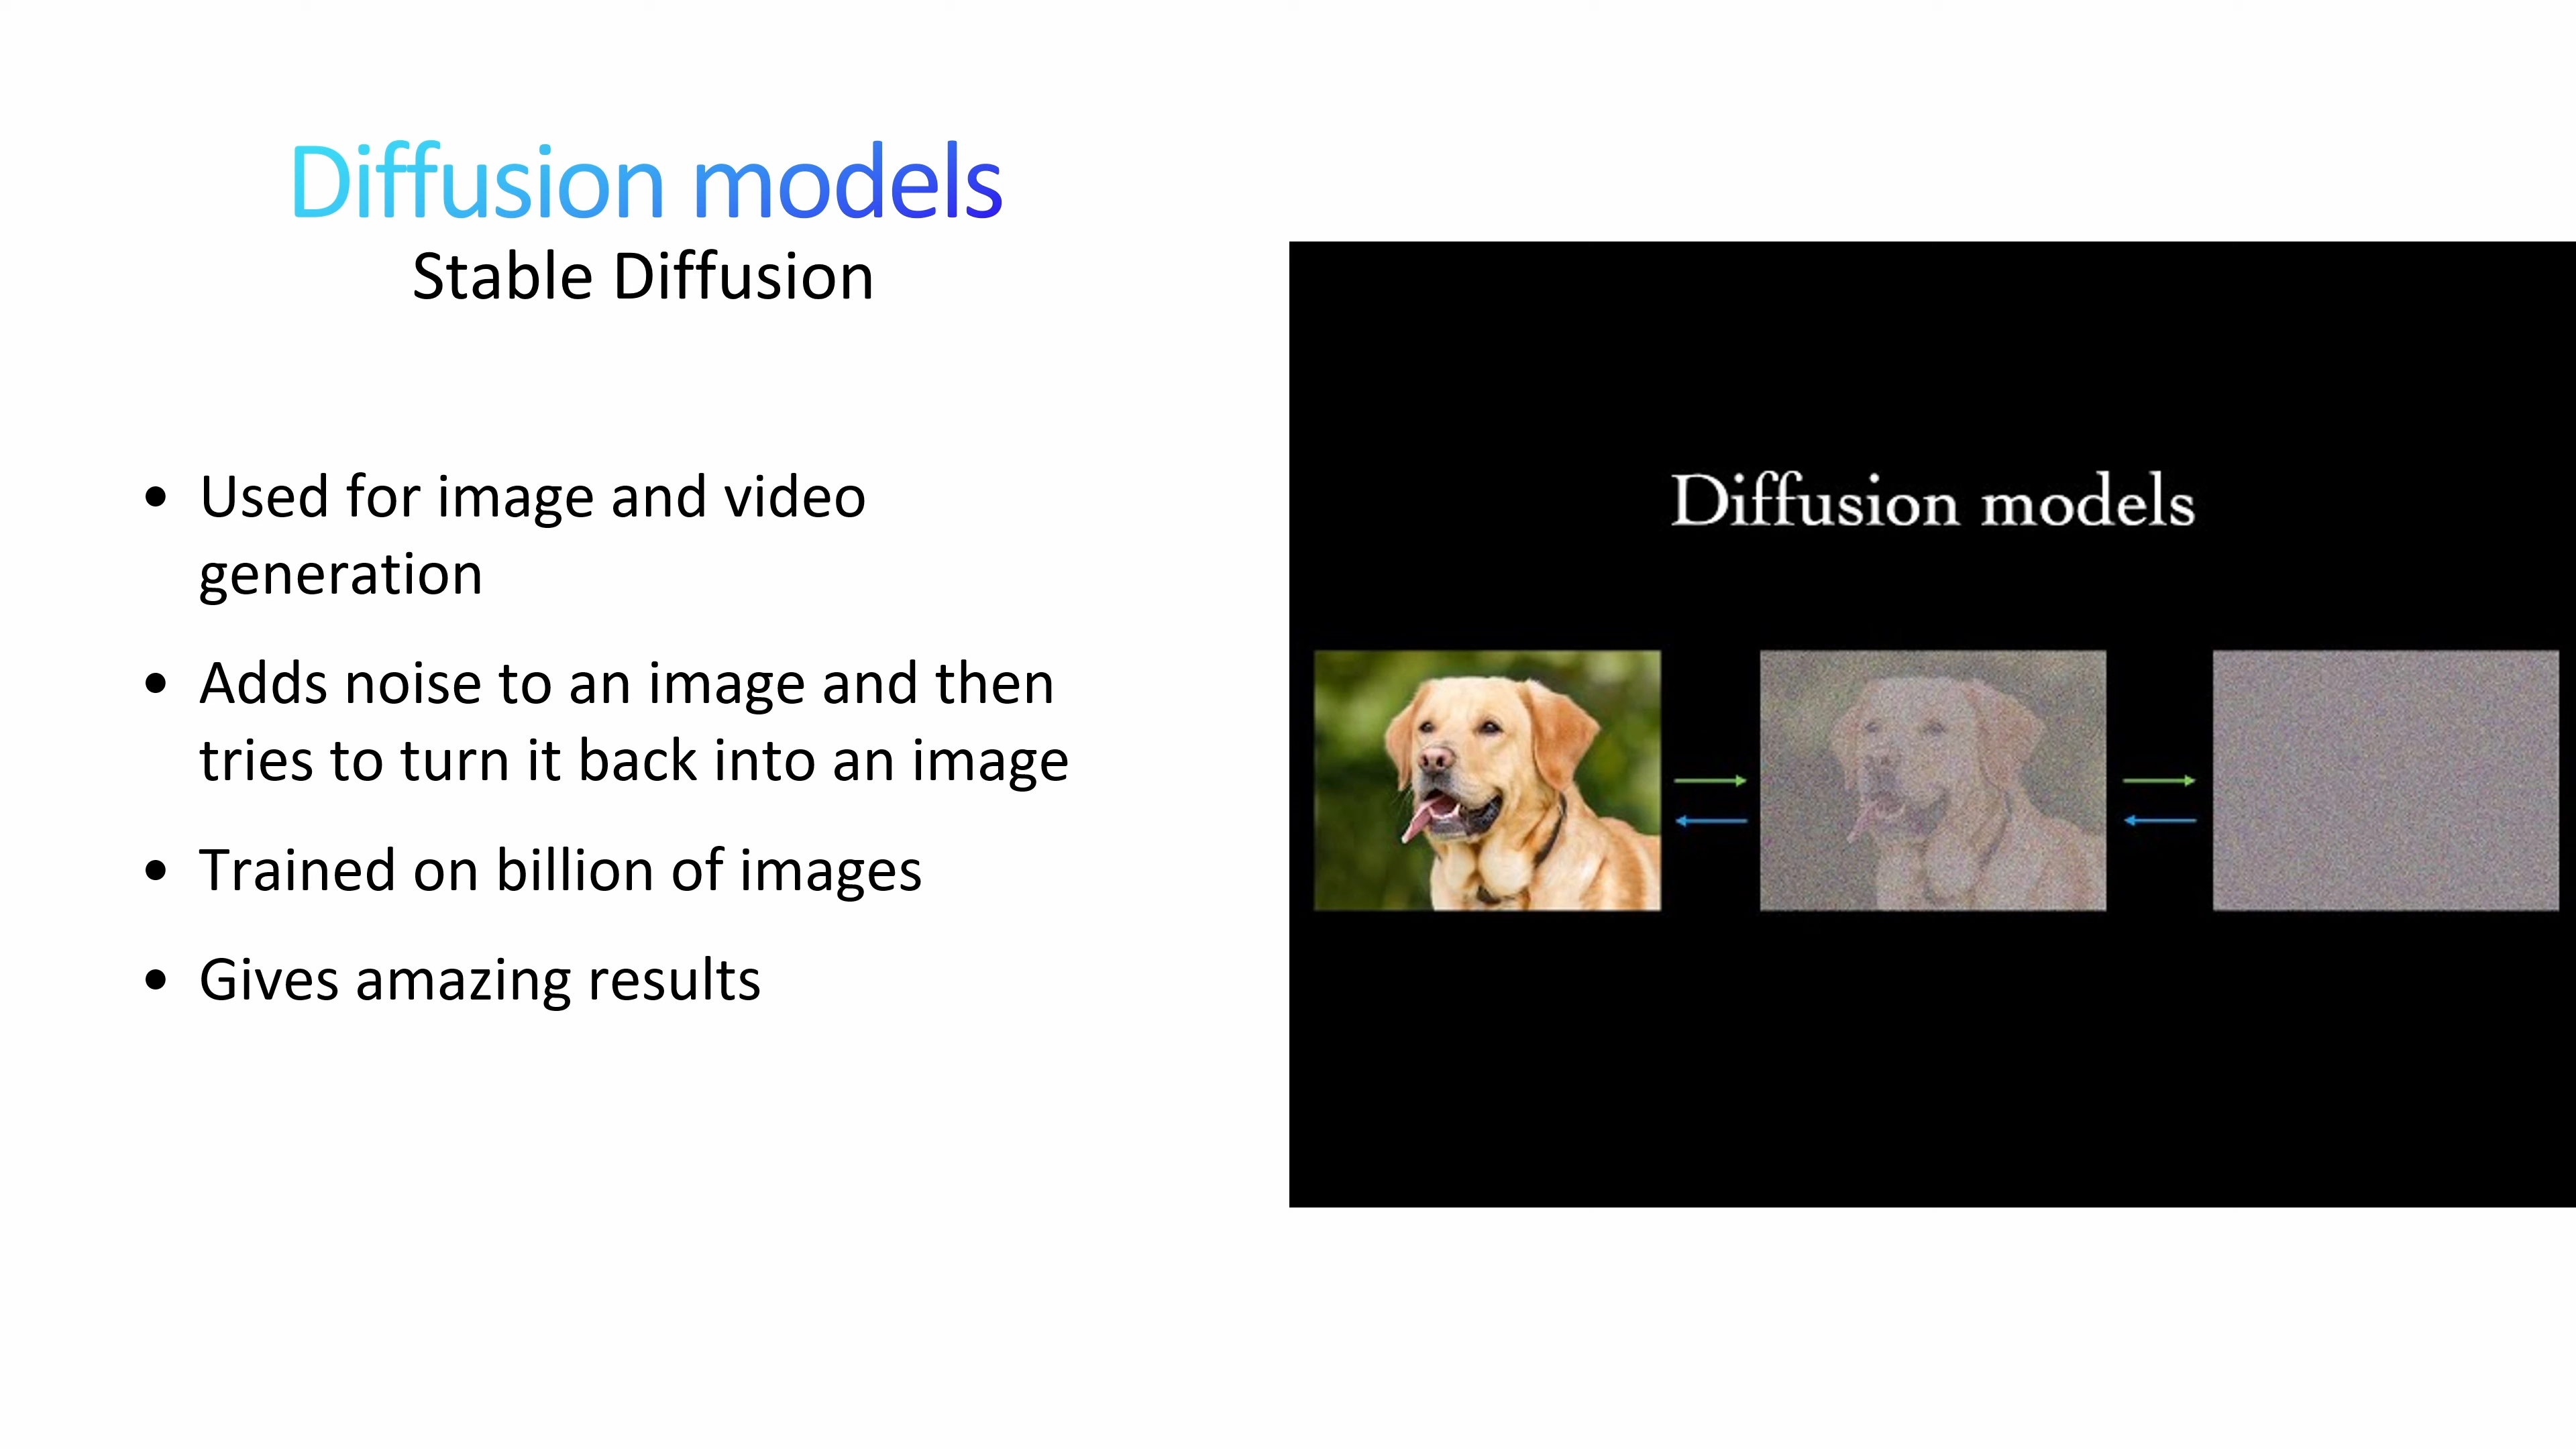 Diffusion models
Stable Diffusion
• Used for image and video
generation
• Adds noise to an image and then
tries to turn it back into an image
• Trained on billion of images
• Gives amazing results
Diffusion models